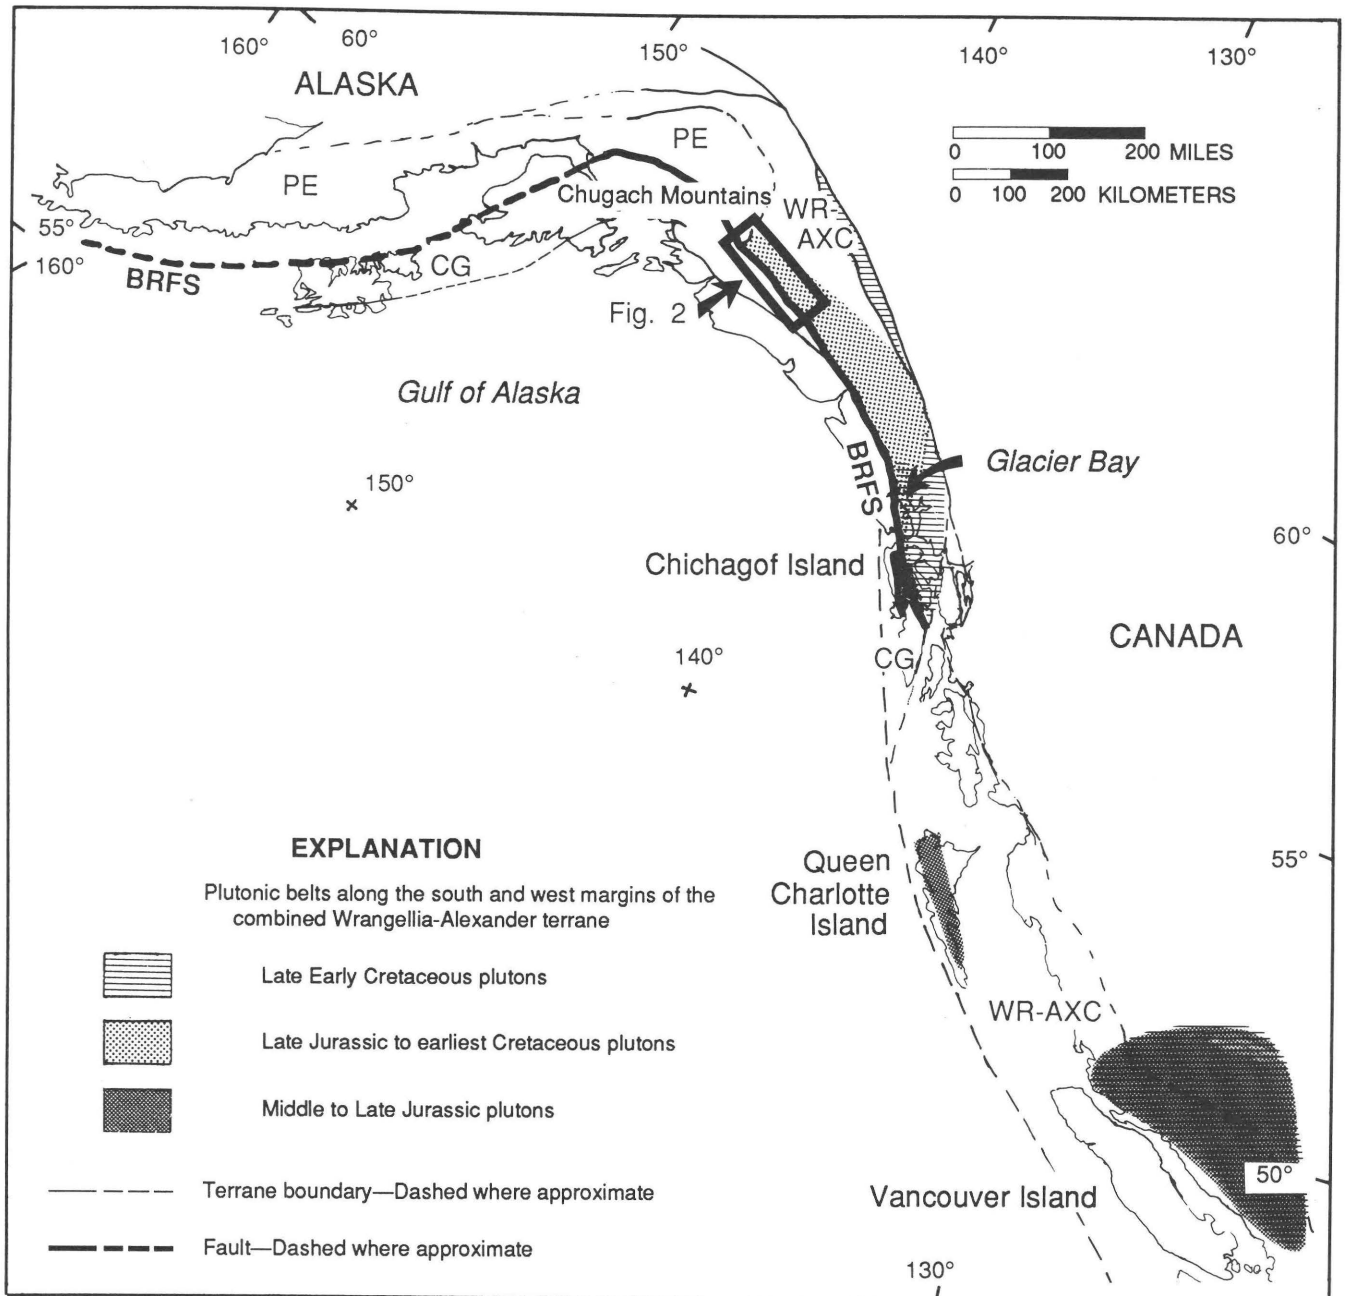 160°
60°
150°
140°
130°
ALASKA
PE
PE
0 100 200 MILES
0 100 200 KILOMETERS
Chugach Mountains
WR-
AXC
55°
160°
BRFS
CG
Fig. 2
Gulf of Alaska
BRFS
Glacier Bay
150°
60°
Chichagof Island
CANADA
140°
CG
EXPLANATION
Plutonic belts along the south and west margins of the
combined Wrangellia-Alexander terrane
Late Early Cretaceous plutons
Late Jurassic to earliest Cretaceous plutons
Middle to Late Jurassic plutons
Terrane boundary—Dashed where approximate
Fault—Dashed where approximate
Queen
Charlotte
Island
55°
WR-AXC
50°
Vancouver Island
130°